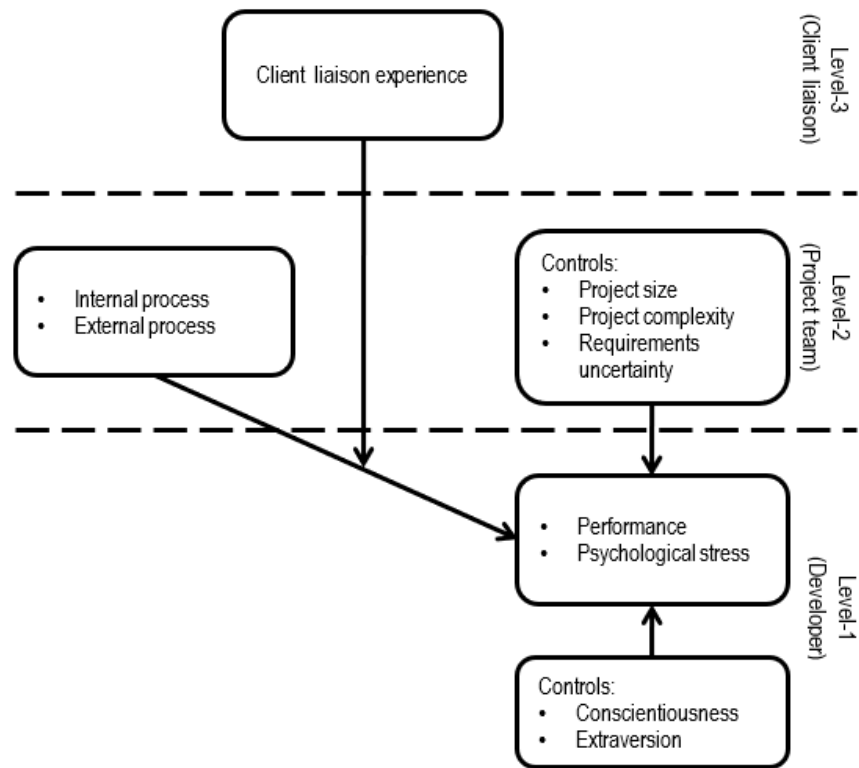 Client liaison experience
Level-3
(Client liaison)
• Internal process
• External process
Controls:
• Project size
• Project complexity
• Requirements
uncertainty
Level-2
(Project team)
• Performance
• Psychological stress
Level-1
(Developer)
Controls:
• Conscientiousness
• Extraversion